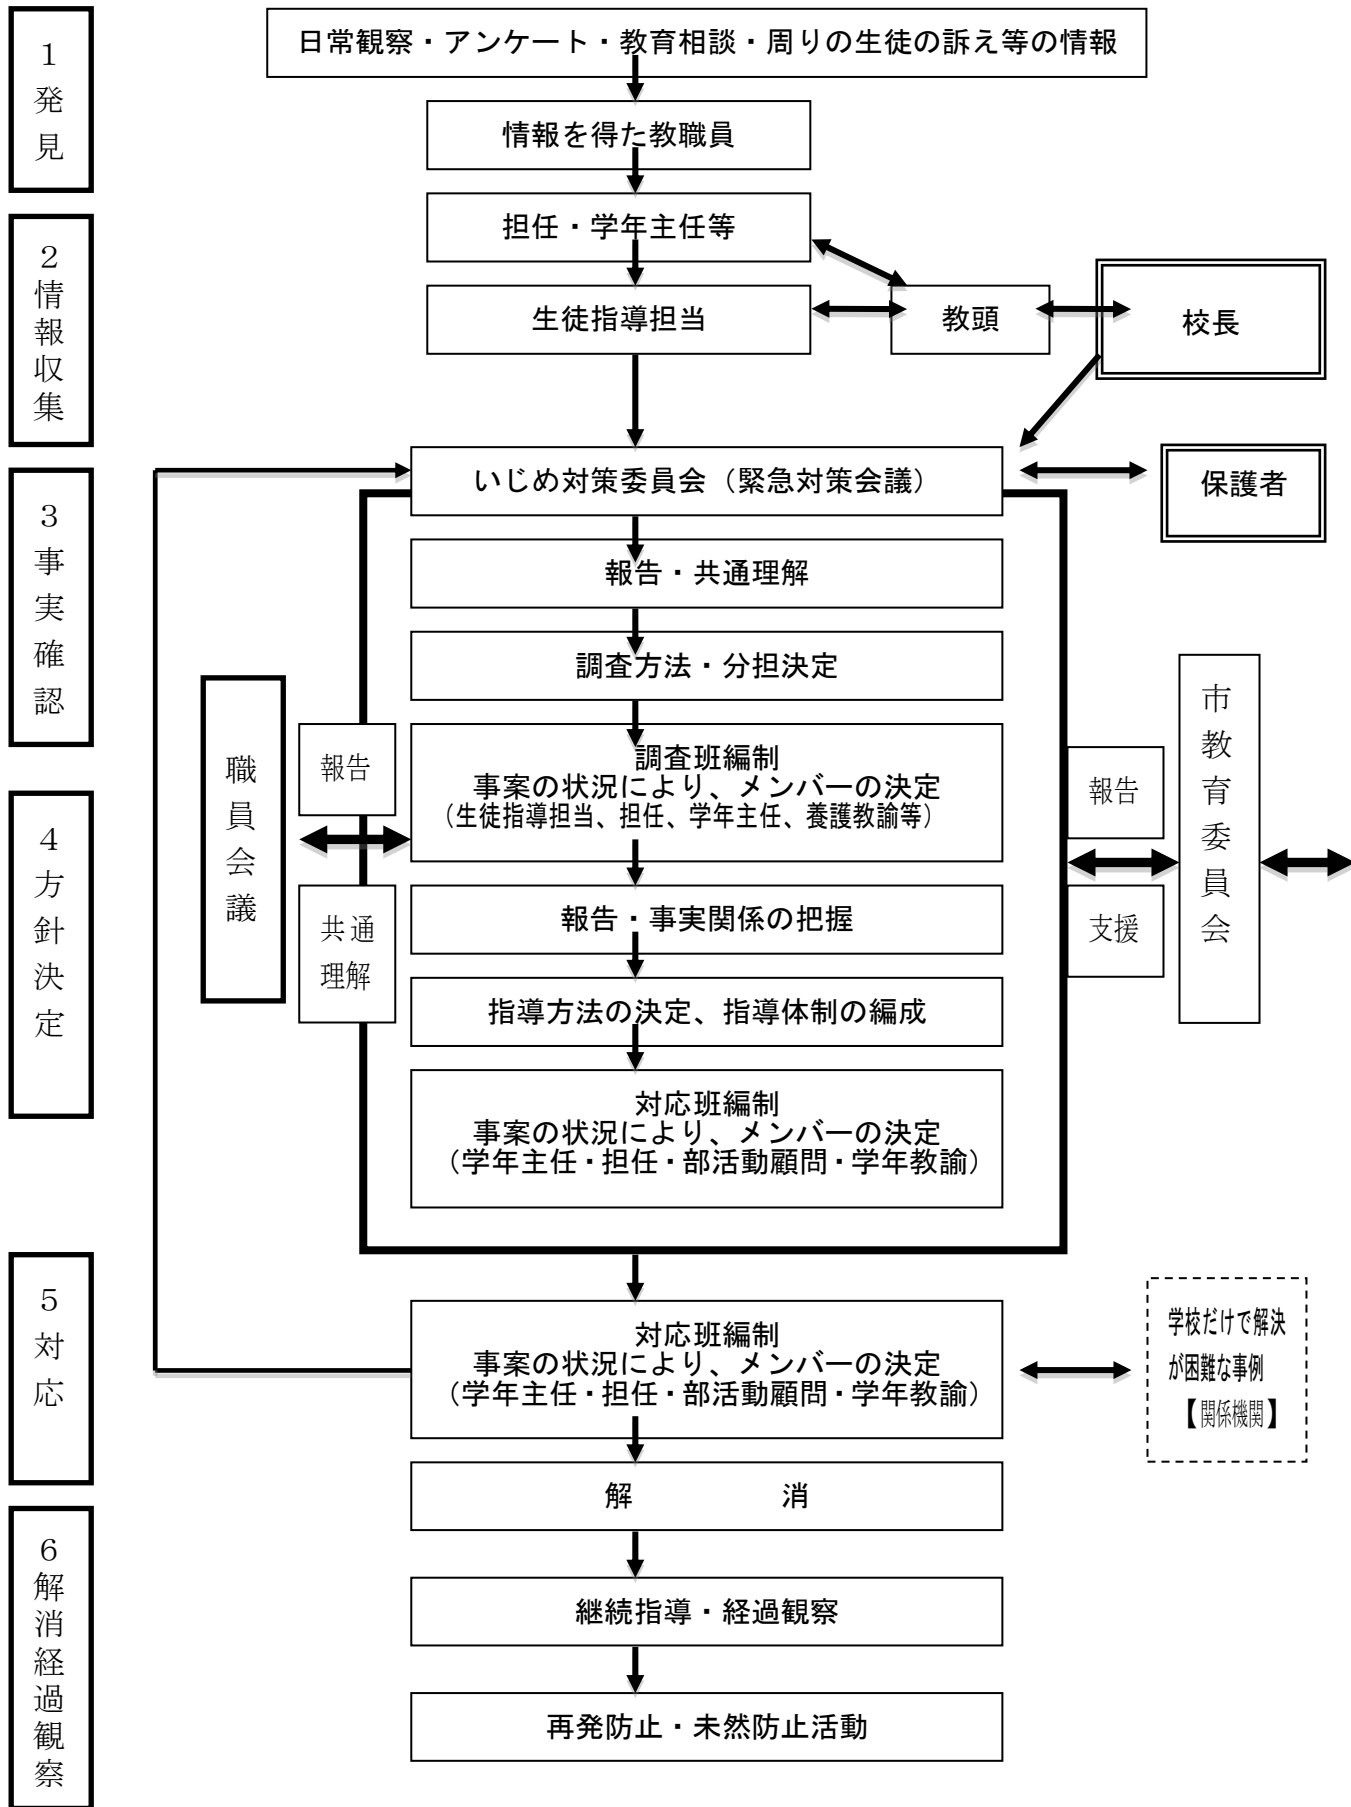 1発見
日常観察・アンケート・教育相談・周りの生徒の訴え等の情報
情報を得た教職員
2情報収集
担任・学年主任等
生徒指導担当
教頭
校長
3事実確認
いじめ対策委員会（緊急対策会議）
保護者
報告・共通理解
調査方法・分担決定
調査班編制
事案の状況により、メンバーの決定
（生徒指導担当、担任、学年主任、養護教諭等）
職員会議
報告
共通
理解
報告
支援
市教育委員会
4方針決定
報告・事実関係の把握
指導方法の決定、指導体制の編成
対応班編制
事案の状況により、メンバーの決定
（学年主任・担任・部活動顧問・学年教諭）
5対応
対応班編制
事案の状況により、メンバーの決定
（学年主任・担任・部活動顧問・学年教諭）
学校だけで解決
が困難な事例
【関係機関】
解　　　　　消
6解消経過観察
継続指導・経過観察
再発防止・未然防止活動